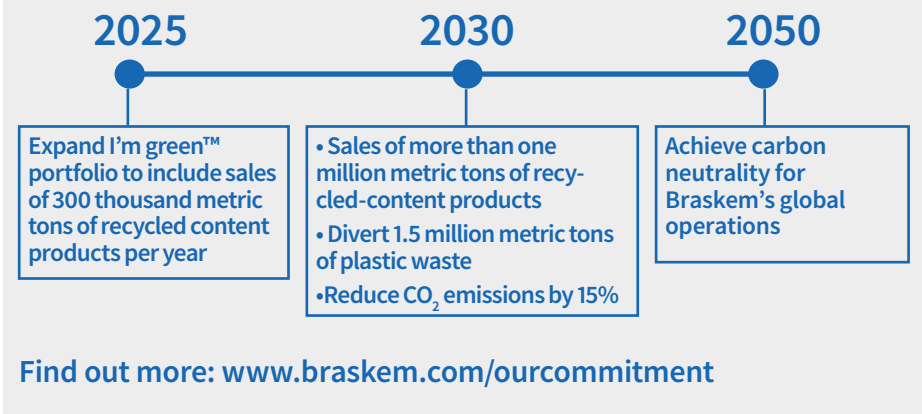 2025
2030
2050
Expand I'm green™
portfolio to include sales
of 300 thousand metric
tons of recycled content
products per year
• Sales of more than one
million metric tons of recy-
cled-content products
• Divert 1.5 million metric tons
of plastic waste
•Reduce CO₂ emissions by 15%
Achieve carbon
neutrality for
Braskem's global
operations
Find out more: www.braskem.com/ourcommitment